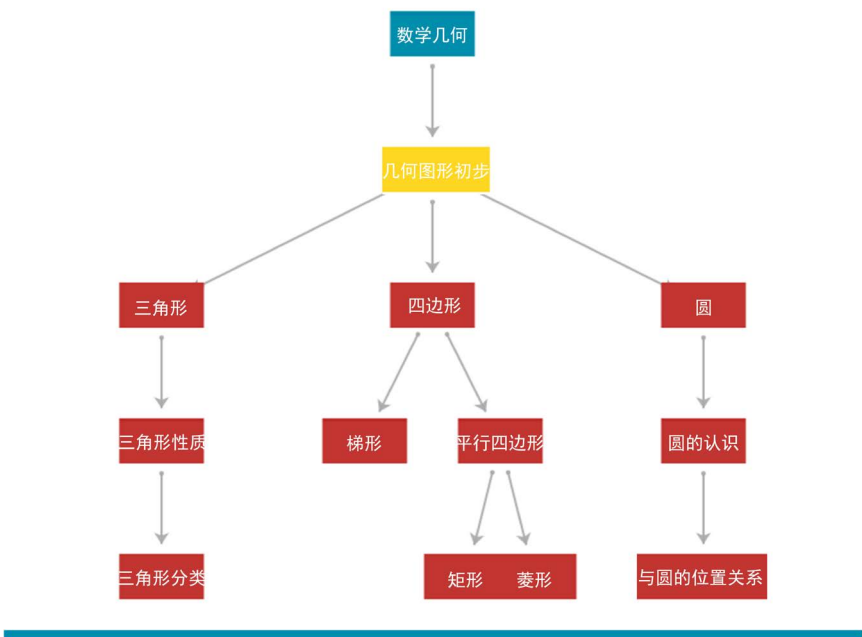 数学几何
几何图形初步
三角形
四边形
圆
三角形性质
梯形
平行四边形
圆的认识
三角形分类
矩形
菱形
与圆的位置关系